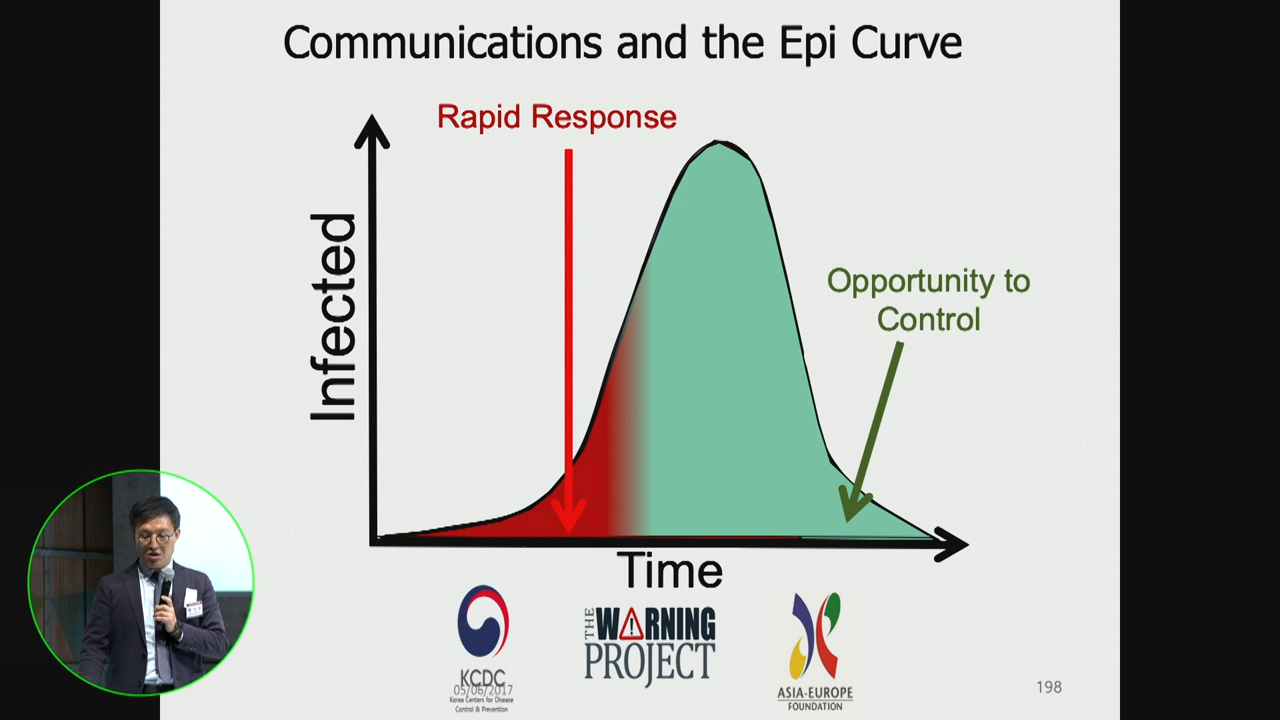 Communications and the Epi Curve
Rapid Response
Infected
Opportunity to
Control
Time
THE
WARNING
PROJECT
KCDC
05/06/2017
Korea Centers for Disease
Control & Prevention
ASIA-EUROPE
FOUNDATION
198